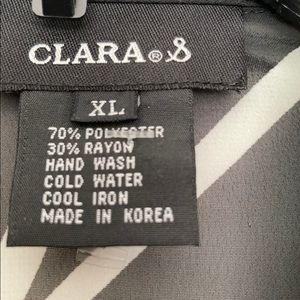 CLARA® S
XL
70% POLYESTER
30% RAYON
HAND WASH
COLD WATER
COOL IRON
MADE IN KOREA